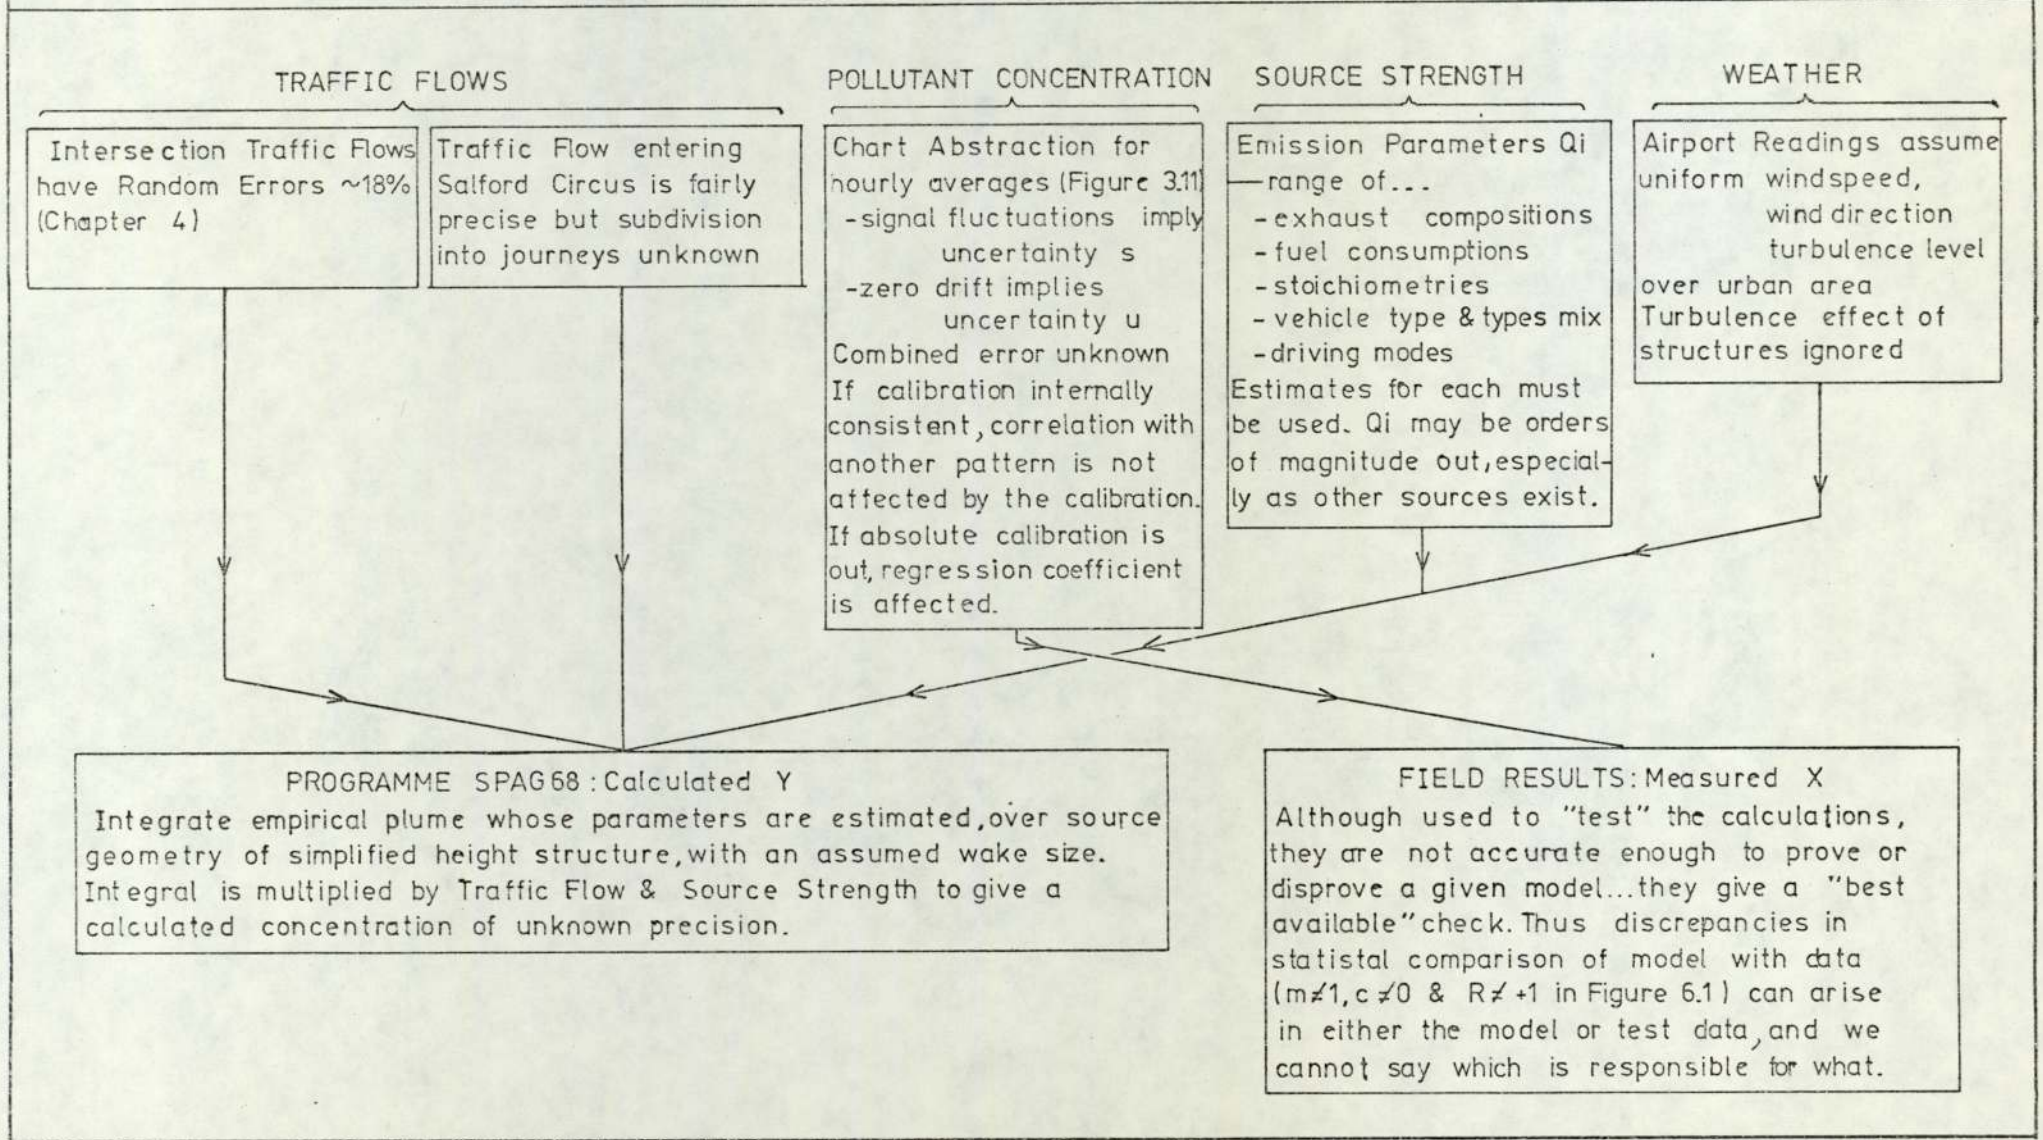 TRAFFIC FLOWS
Intersection Traffic Flows
have Random Errors ~18%
(Chapter 4)
Traffic Flow entering
Salford Circus is fairly
precise but subdivision
into journeys unknown
POLLUTANT CONCENTRATION
Chart Abstraction for
hourly averages (Figure 3.11)
-signal fluctuations imply
uncertainty s
-zero drift implies
uncertainty u
Combined error unknown
If calibration internally
consistent, correlation with
another pattern is not
affected by the calibration.
If absolute calibration is
out, regression coefficient
is affected.
SOURCE STRENGTH
Emission Parameters Qi
—range of...
-exhaust compositions
-fuel consumptions
-stoichiometries
-vehicle type & types mix
-driving modes
Estimates for each must
be used. Qi may be orders
of magnitude out, especial-
ly as other sources exist.
WEATHER
Airport Readings assume
uniform windspeed,
wind direction
turbulence level
over urban area
Turbulence effect of
structures ignored
PROGRAMME SPAG68: Calculated Y
Integrate empirical plume whose parameters are estimated, over source
geometry of simplified height structure, with an assumed wake size.
Integral is multiplied by Traffic Flow & Source Strength to give a
calculated concentration of unknown precision.
FIELD RESULTS: Measured X
Although used to "test" the calculations,
they are not accurate enough to prove or
disprove a given model...they give a "best
available" check. Thus discrepancies in
statistal comparison of model with data
(m≠1, c≠0 & R≠+1 in Figure 6.1) can arise
in either the model or test data, and we
cannot say which is responsible for what.